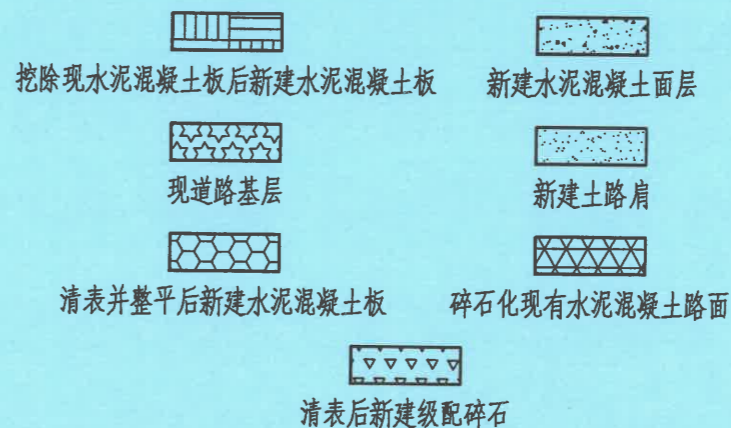 挖除现水泥混凝土板后新建水泥混凝土板
新建水泥混凝土面层
现道路基层
新建土路肩
清表并整平后新建水泥混凝土板
碎石化现有水泥混凝土路面
清表后新建级配碎石